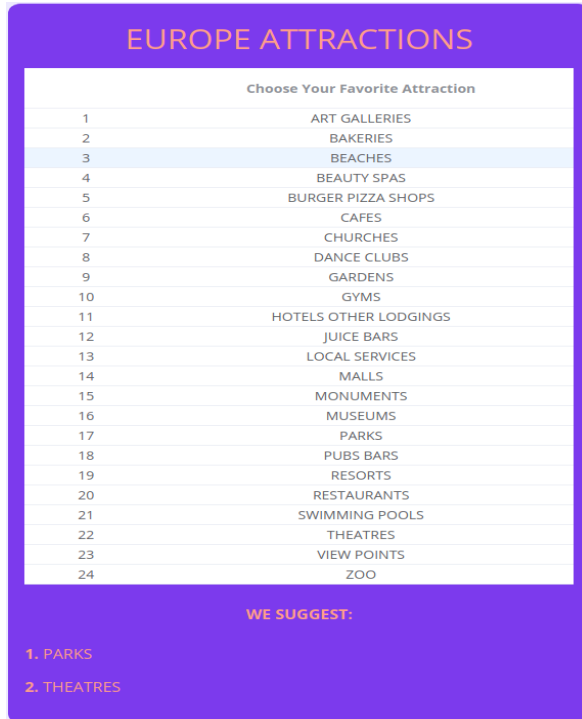 EUROPE ATTRACTIONS
Choose Your Favorite Attraction
1 ART GALLERIES
2 BAKERIES
3 BEACHES
4 BEAUTY SPAS
5 BURGER PIZZA SHOPS
6 CAFES
7 CHURCHES
8 DANCE CLUBS
9 GARDENS
10 GYMS
11 HOTELS OTHER LODGINGS
12 JUICE BARS
13 LOCAL SERVICES
14 MALLS
15 MONUMENTS
16 MUSEUMS
17 PARKS
18 PUBS BARS
19 RESORTS
20 RESTAURANTS
21 SWIMMING POOLS
22 THEATRES
23 VIEW POINTS
24 ZOO
WE SUGGEST:
1. PARKS
2. THEATRES